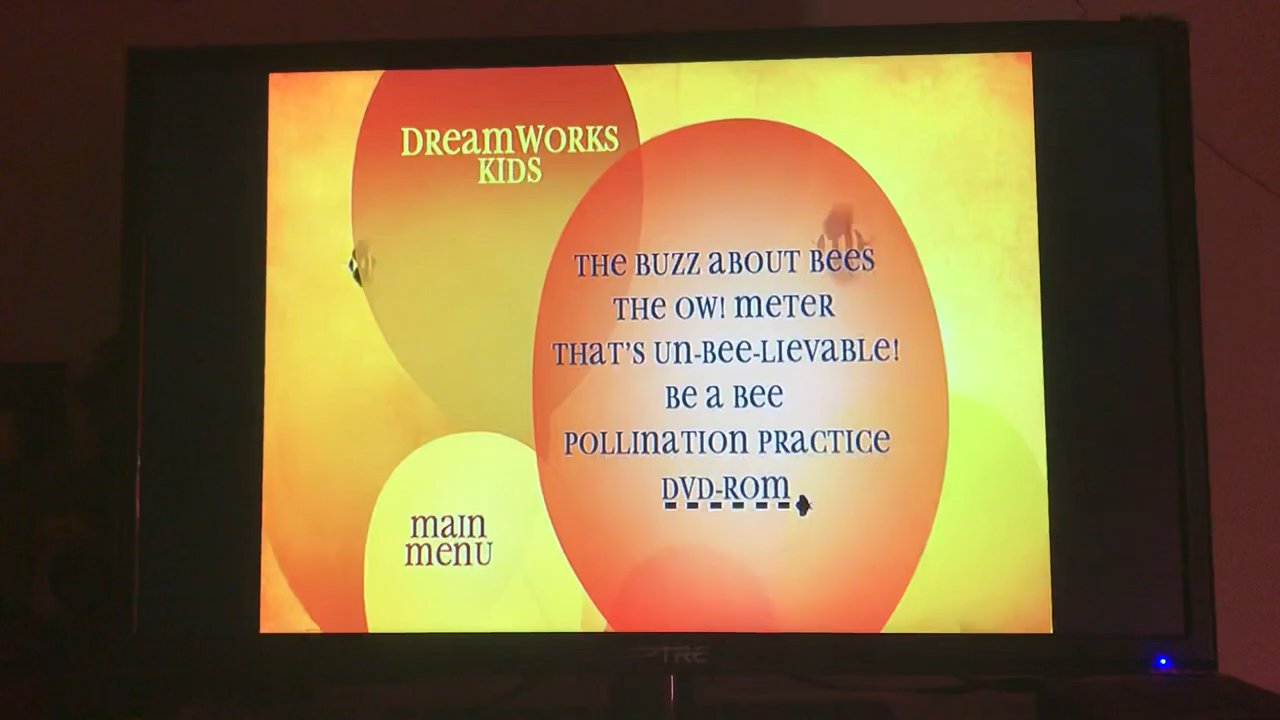 DreamWORKS
KIDS
THE BUZZ ABOUT BEES
THE OW! METER
THAT'S UN-BEE-LIEVABLE!
BE A BEE
POLLINATION PRACTICE
DVD-ROM
main
menu